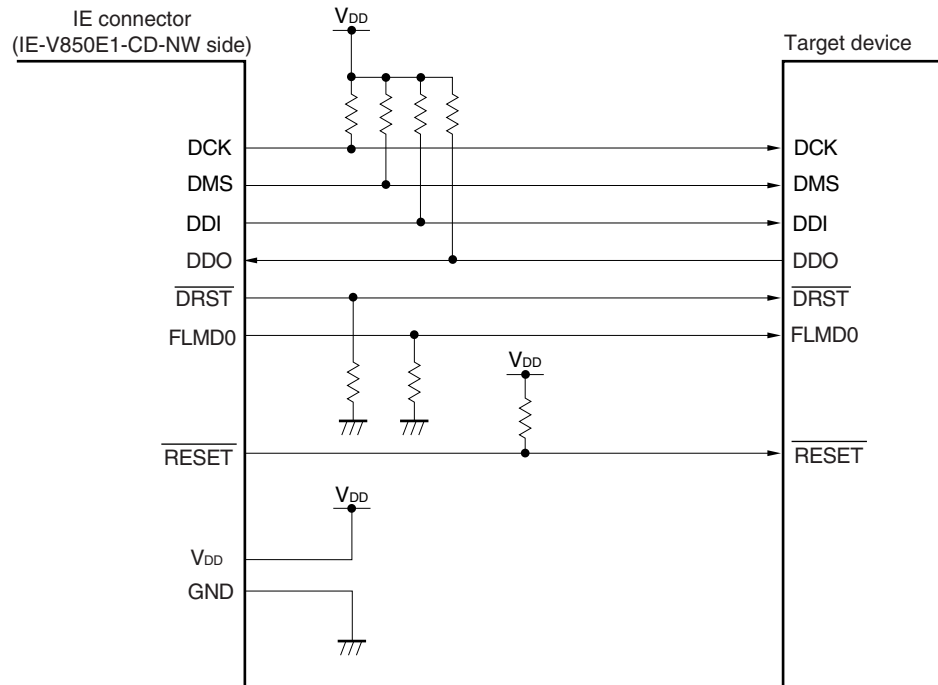 IE connector
(IE-V850E1-CD-NW side)
VDD
Target device
DCK
DCK
DMS
DMS
DDI
DDI
DDO
DDO
DRST
DRST
FLMD0
FLMD0
VDD
RESET
RESET
VDD
VDD
GND